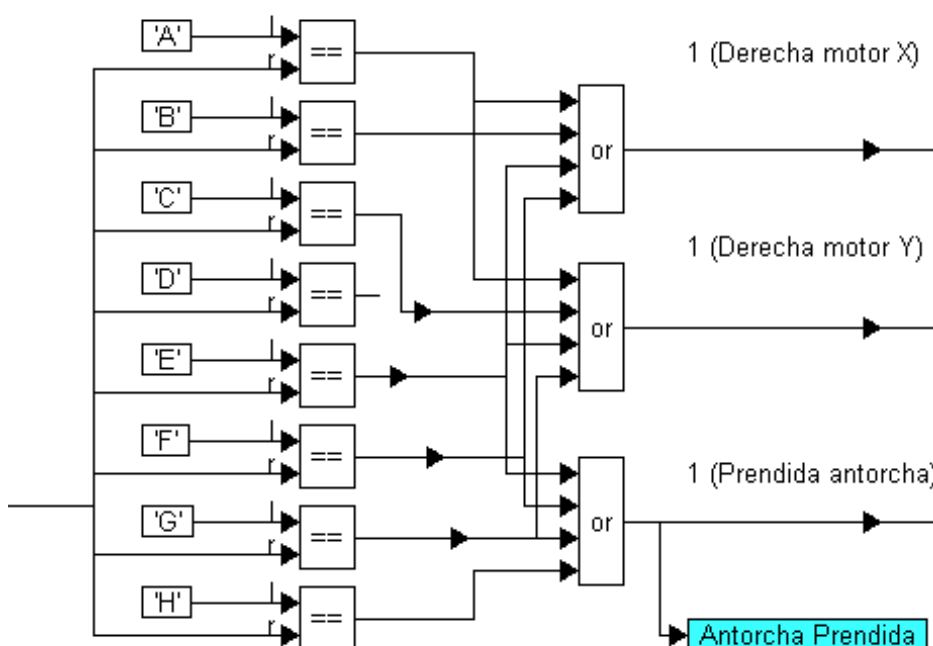 'A'
l
r
==
'B'
l
r
==
'C'
l
r
==
'D'
l
r
==
'E'
l
r
==
'F'
l
r
==
'G'
l
r
==
'H'
l
r
==
1 (Derecha motor X)
or
1 (Derecha motor Y)
or
1 (Prendida antorcha)
or
Antorcha Prendida